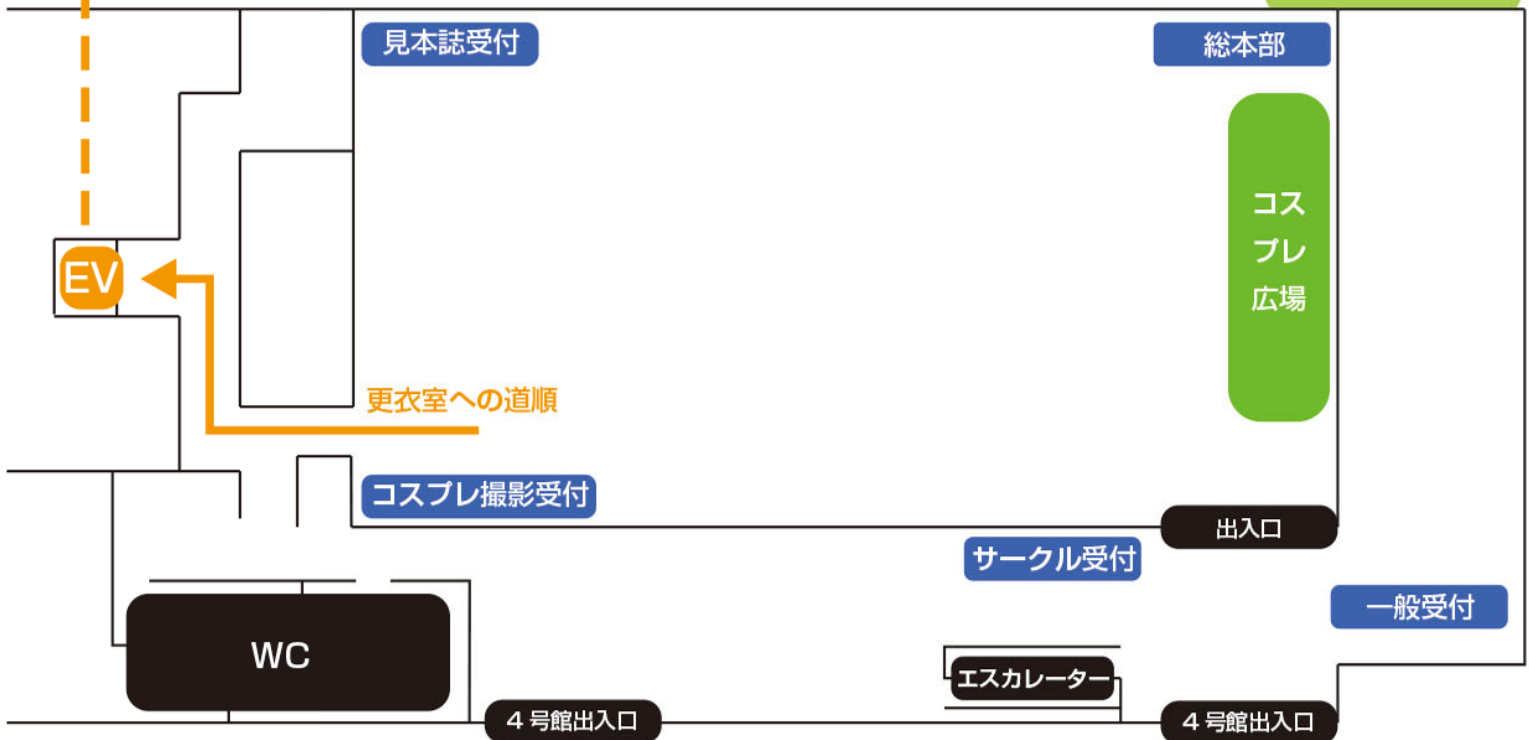 見本誌受付
総本部
コス
プレ
広場
EV
更衣室への道順
コスプレ撮影受付
出入口
サークル受付
一般受付
WC
エスカレーター
4号館出入口
4号館出入口